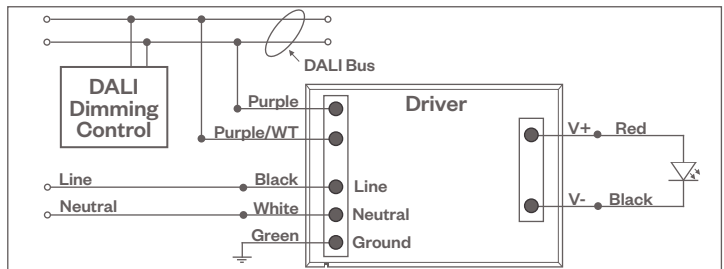 DALI Bus
DALI
Dimming
Control
Purple
Driver
Purple/WT
V+ Red
Line Black Line
Neutral White Neutral
V- Black
Green Ground